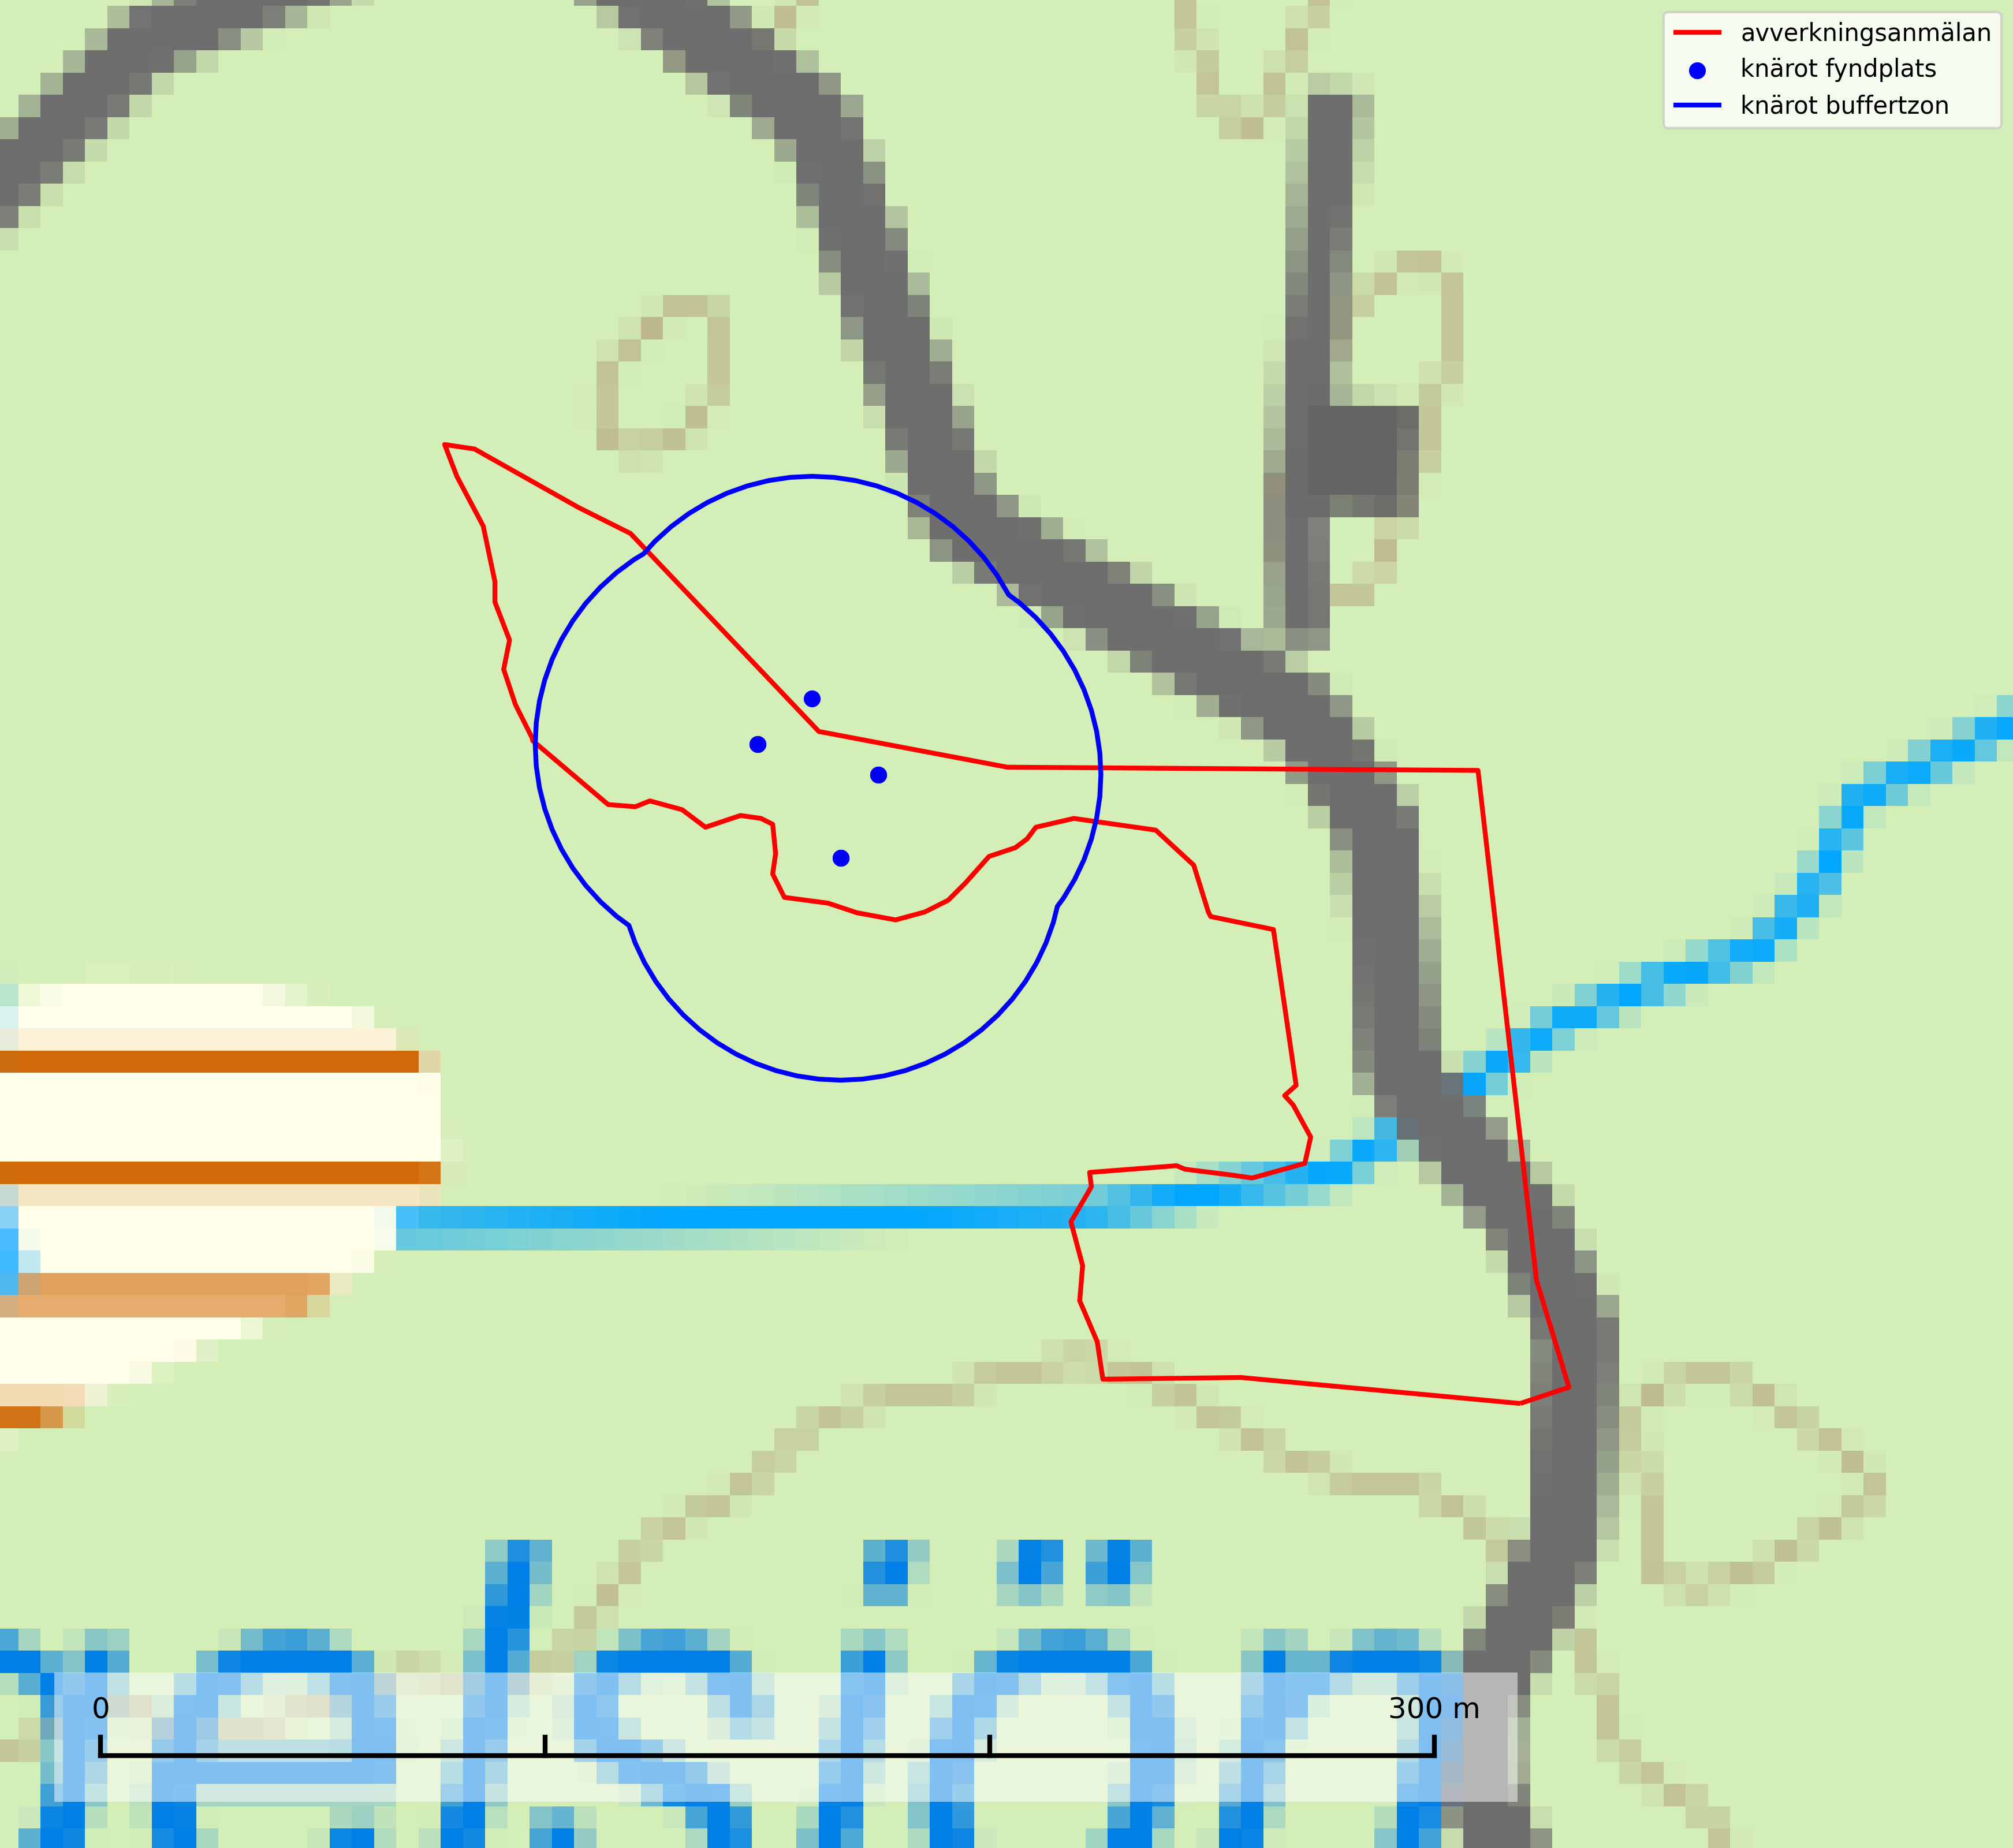 avverkningsanmälan
knärot fyndplats
knärot buffertzon
0 300 m